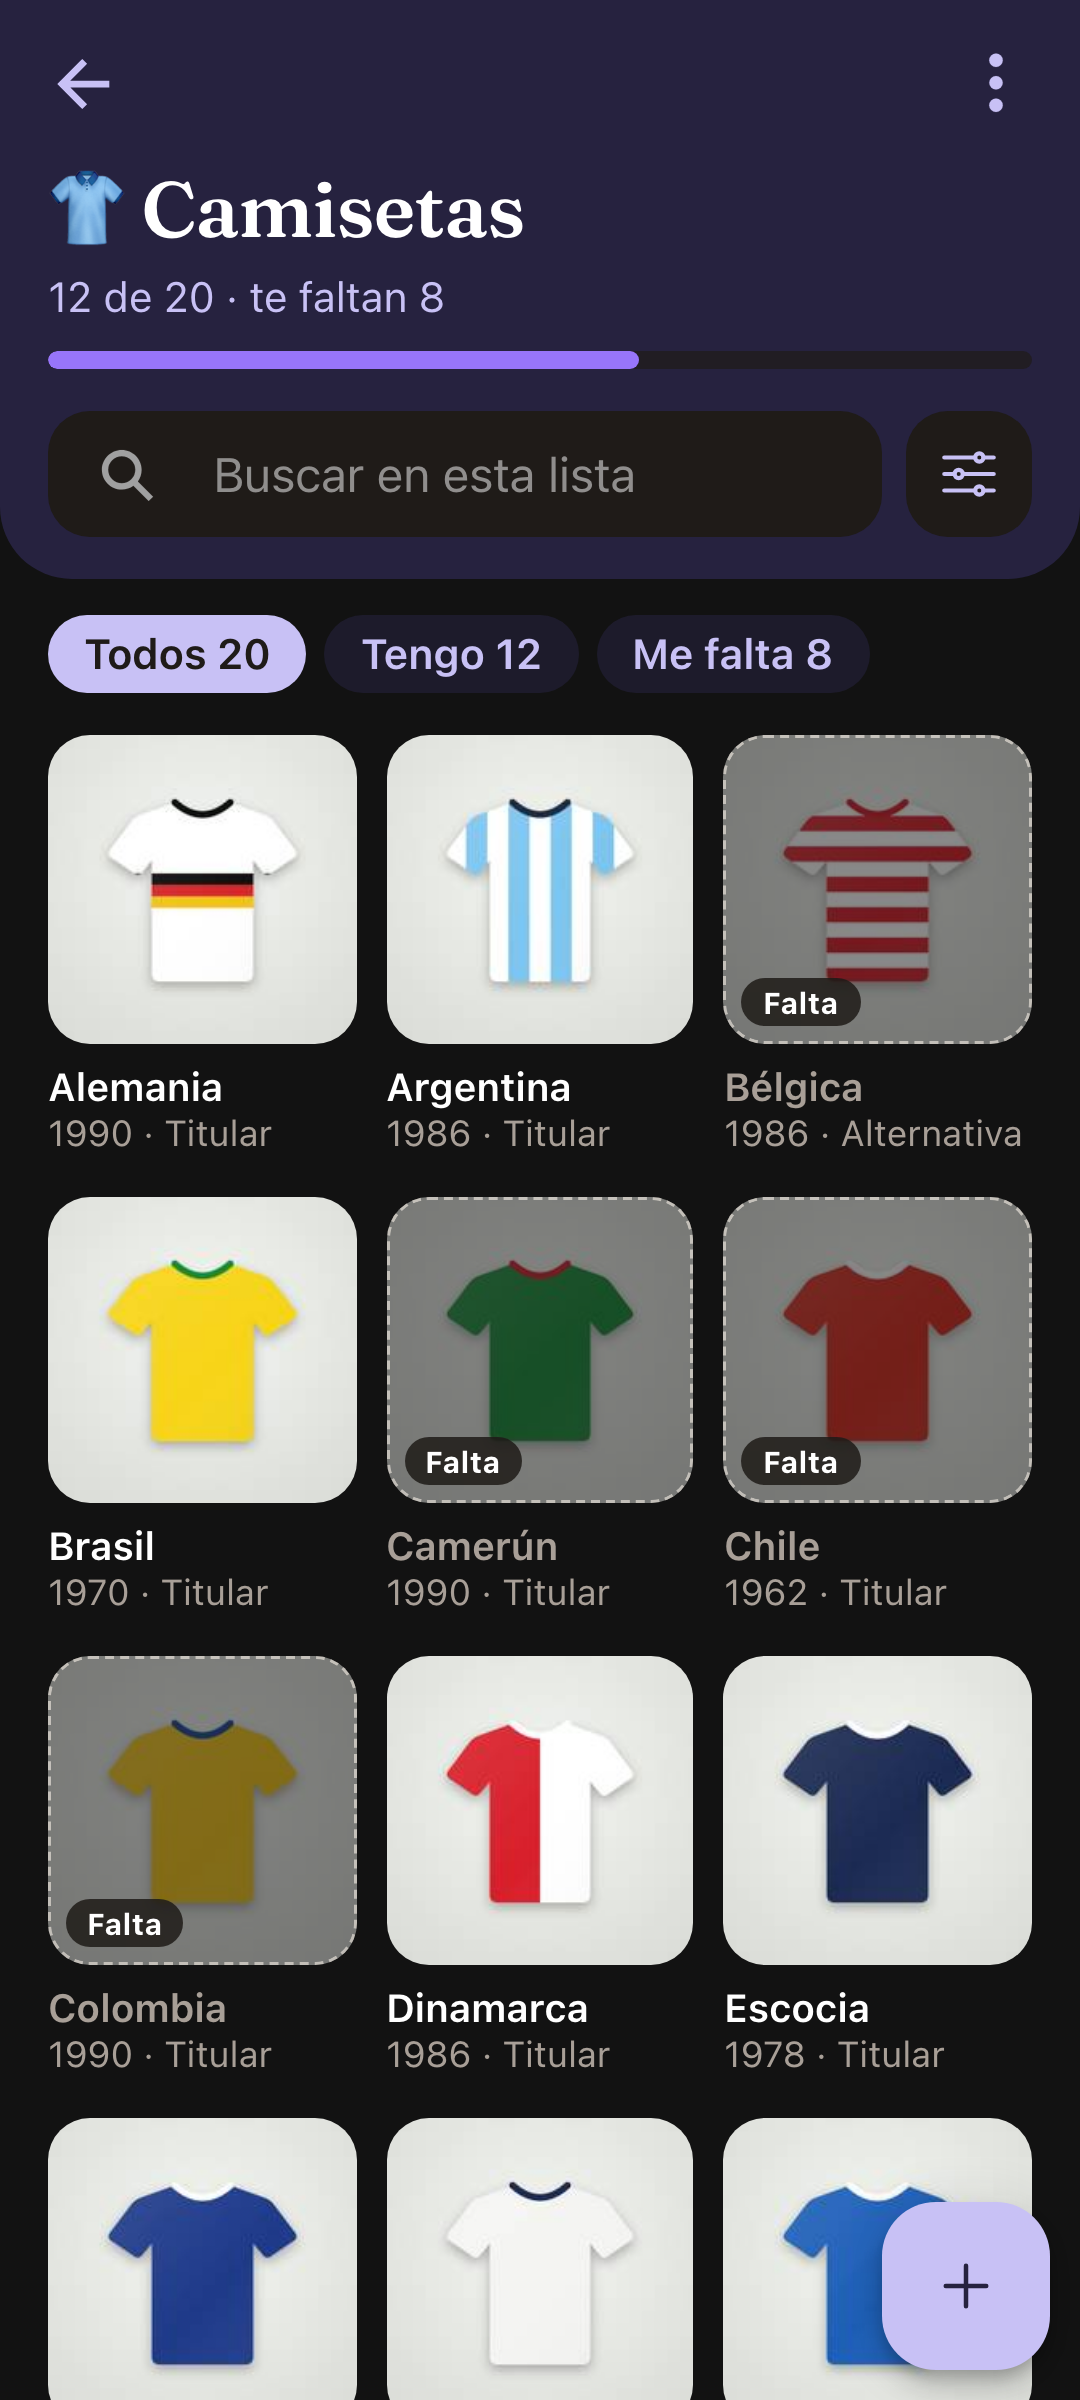 Camisetas
12 de 20 · te faltan 8
Buscar en esta lista
Todos 20
Tengo 12
Me falta 8
Falta
Alemania
1990 · Titular
Argentina
1986 · Titular
Bélgica
1986 · Alternativa
Falta
Falta
Brasil
1970 · Titular
Camerún
1990 · Titular
Chile
1962 · Titular
Falta
Colombia
1990 · Titular
Dinamarca
1986 · Titular
Escocia
1978 · Titular